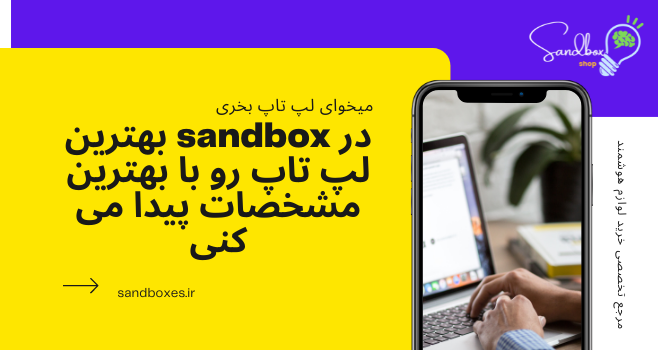 Sandbox
shop
میخوای لپ تاپ بخری
در sandbox بهترین
لپ تاپ رو با بهترین
مشخصات پیدا می
کنی
sandboxes.ir
مرجع تخصصی خرید لوازم هوشمند